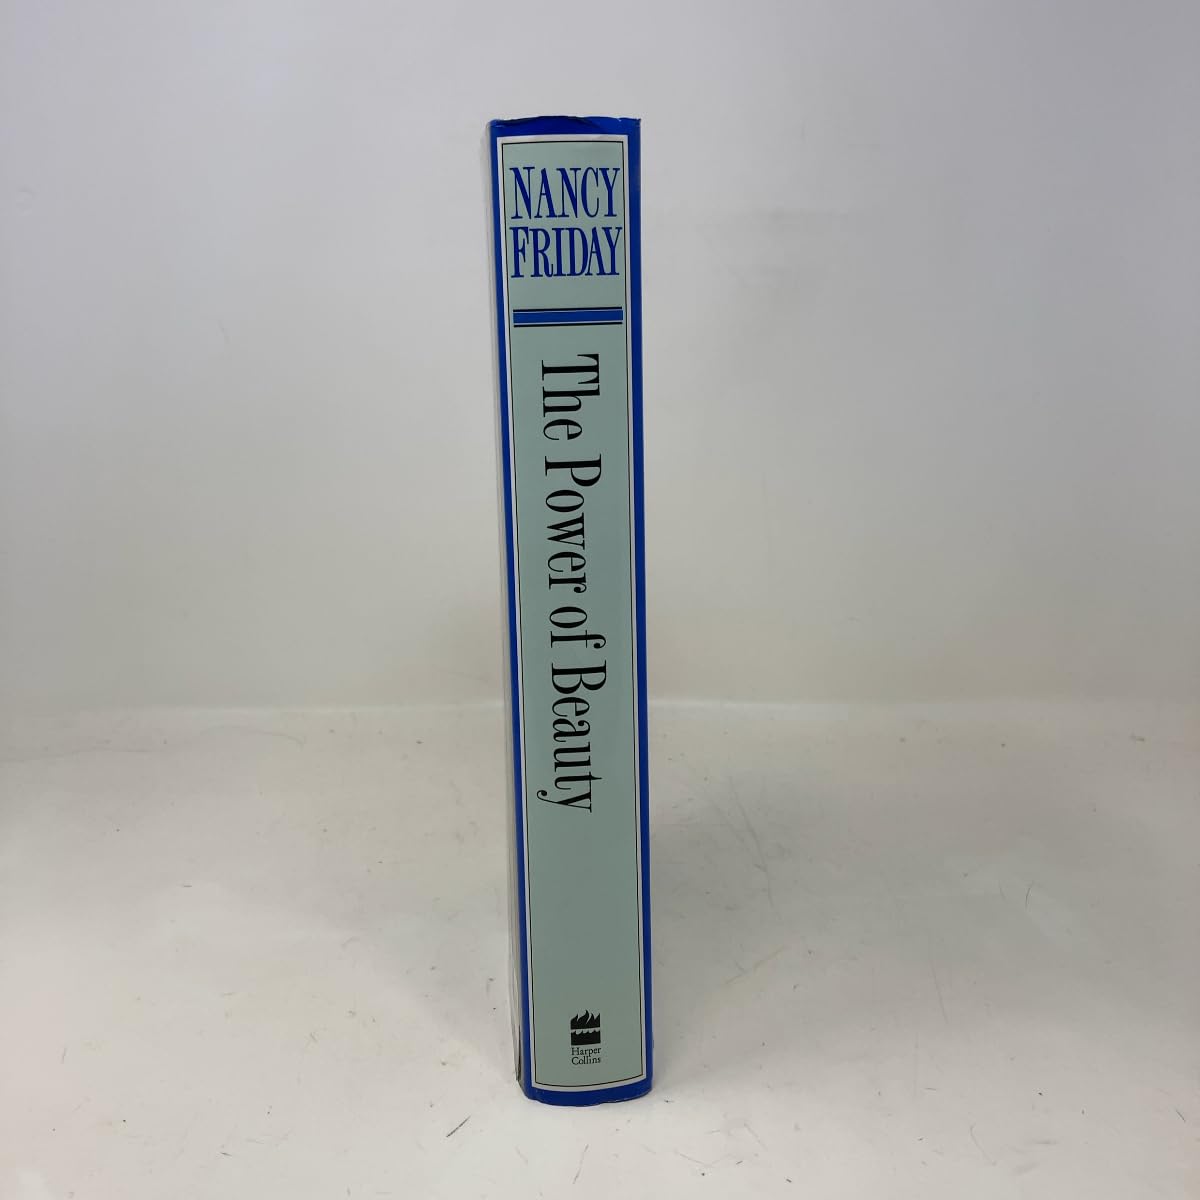 NANCY
FRIDAY
The Power of Beauty
Harper
Collins